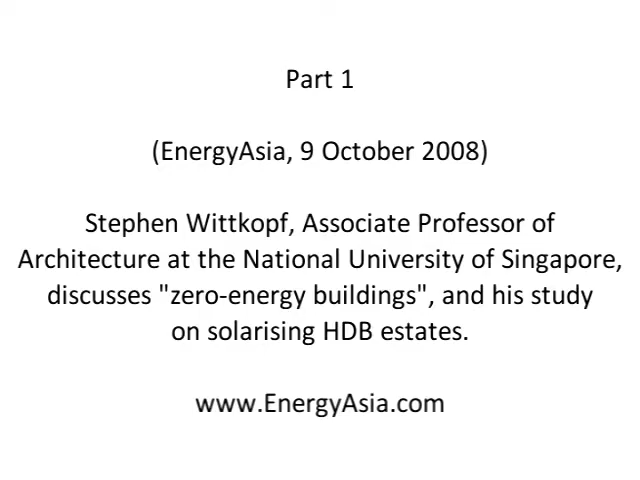 Part 1
(EnergyAsia, 9 October 2008)
Stephen Wittkopf, Associate Professor of
Architecture at the National University of Singapore,
discusses "zero-energy buildings", and his study
on solarising HDB estates.
www.EnergyAsia.com